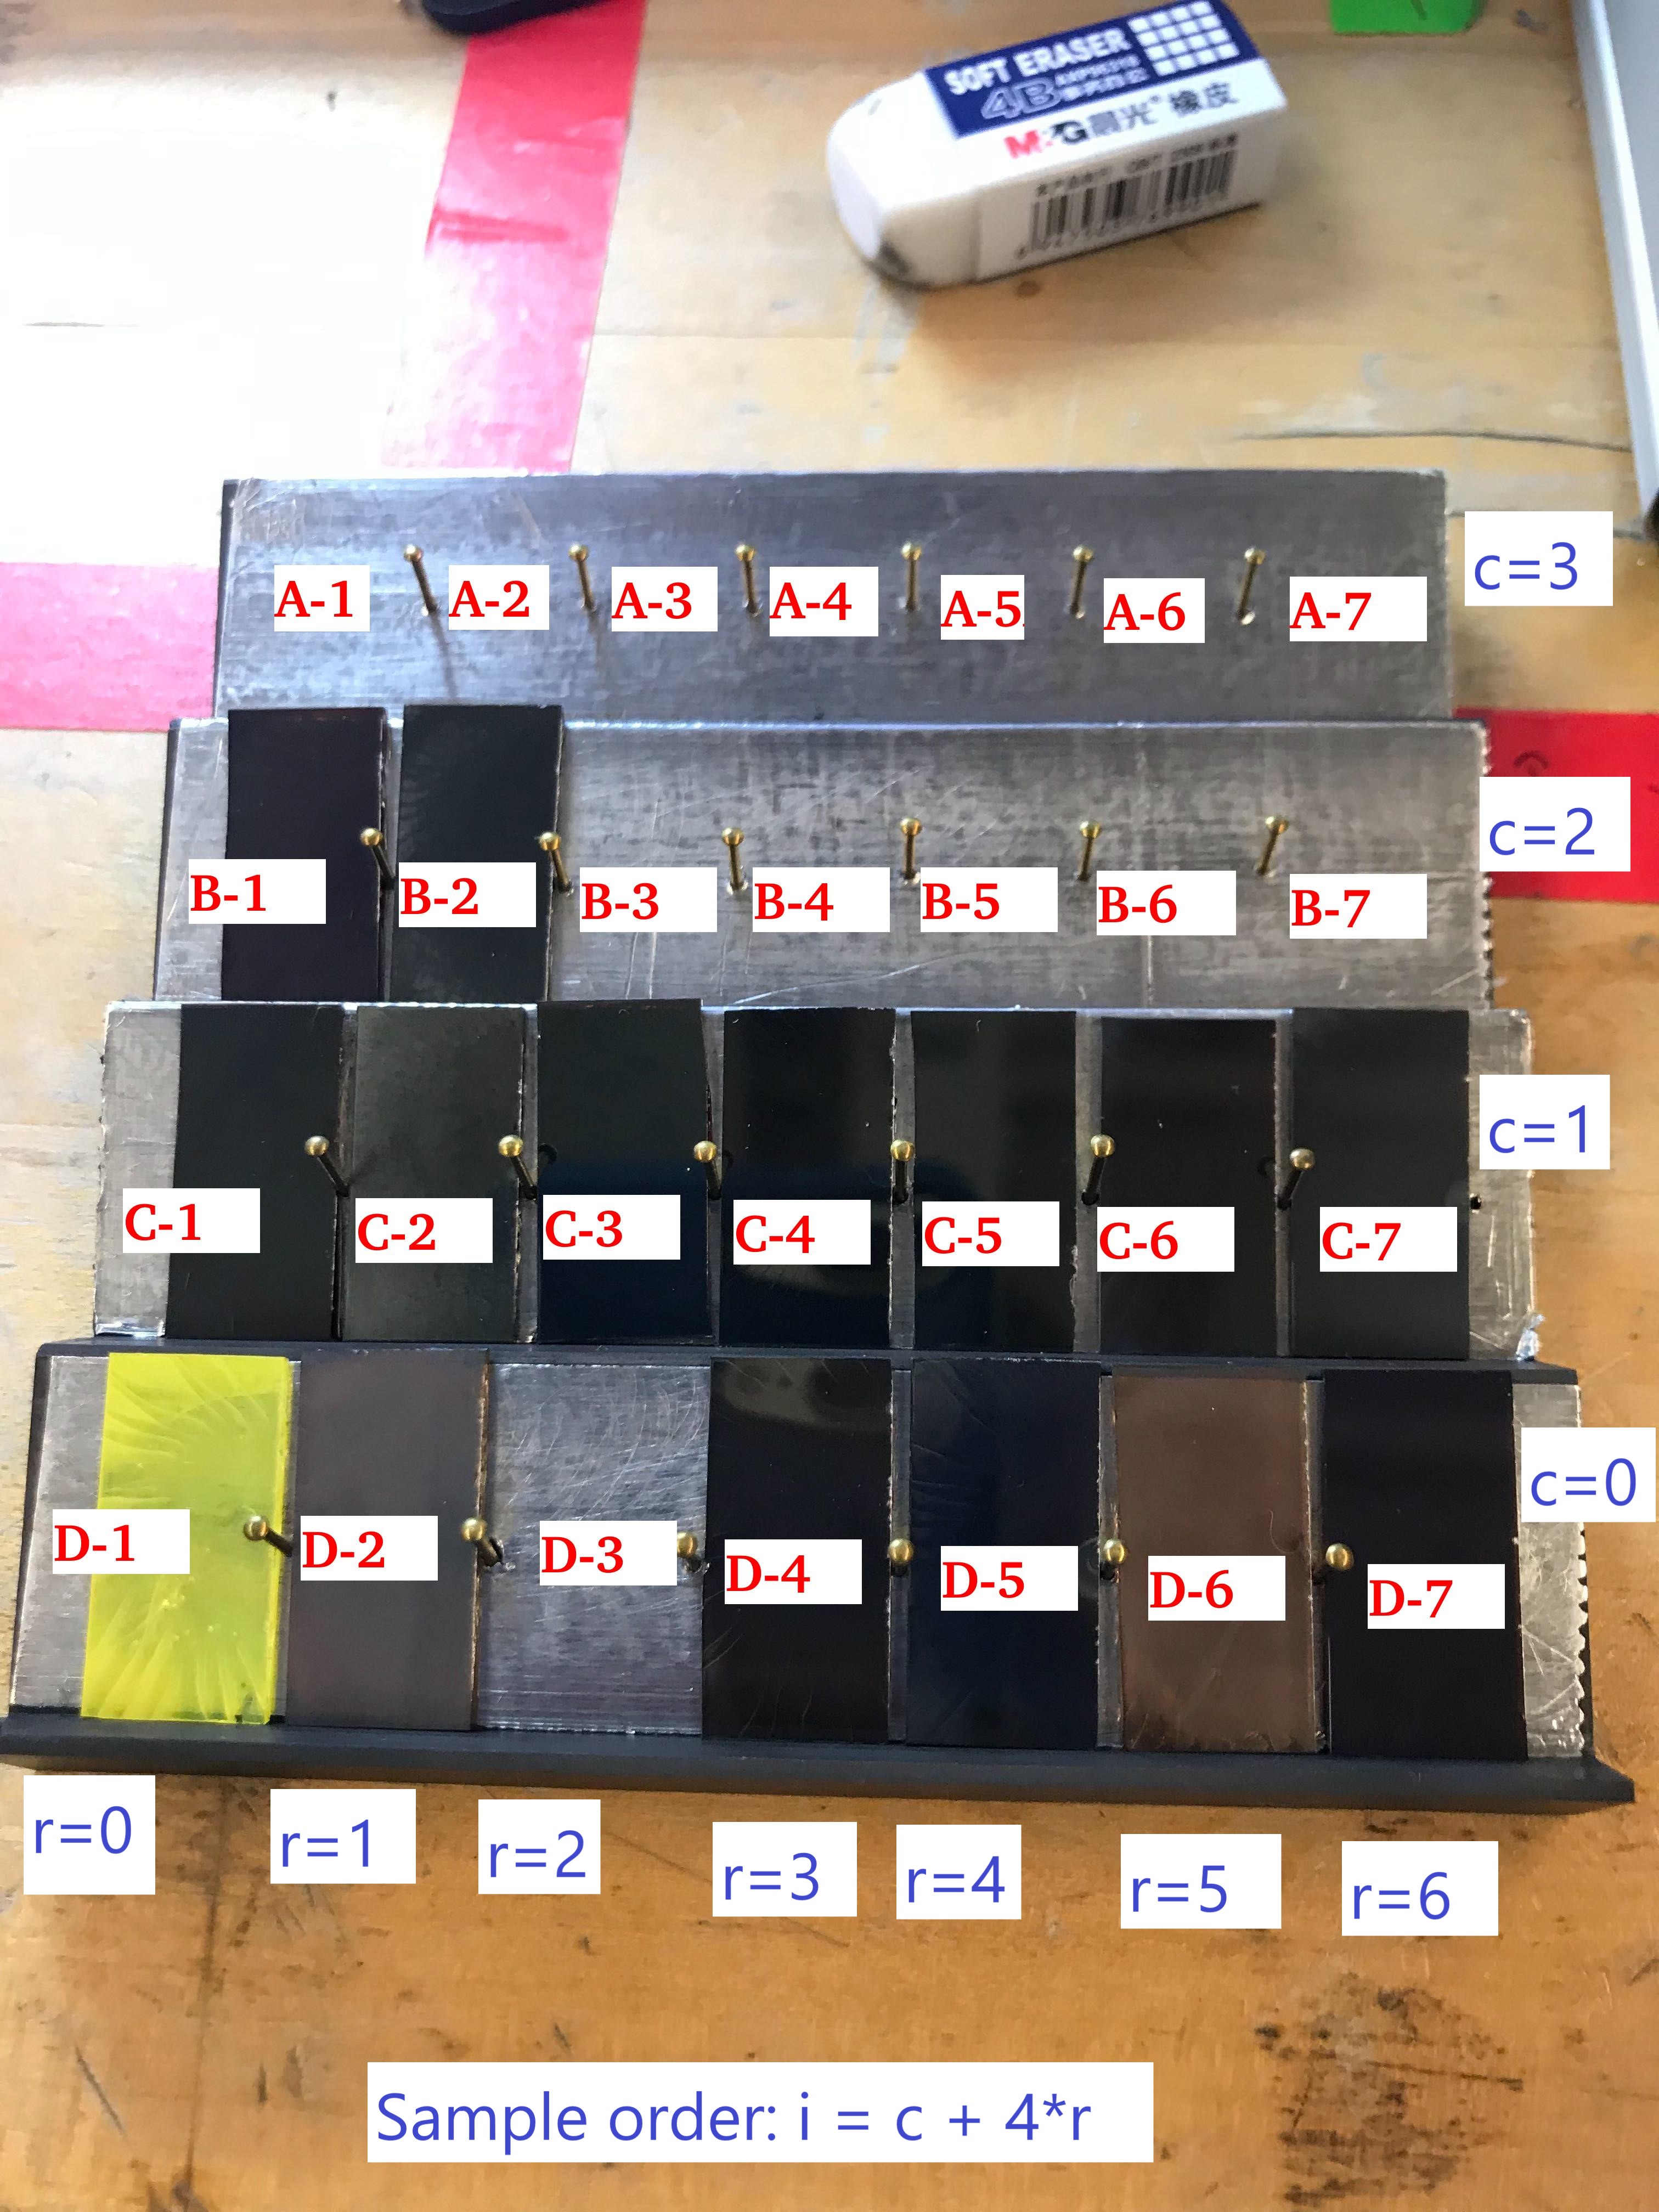 SOFT ERASER
4B
M&G晨光 橡皮
A-1 A-2 A-3 A-4 A-5 A-6 A-7
c=3
B-1 B-2 B-3 B-4 B-5 B-6 B-7
c=2
C-1 C-2 C-3 C-4 C-5 C-6 C-7
c=1
D-1 D-2 D-3 D-4 D-5 D-6 D-7
c=0
r=0 r=1 r=2 r=3 r=4 r=5 r=6
Sample order: i = c + 4*r